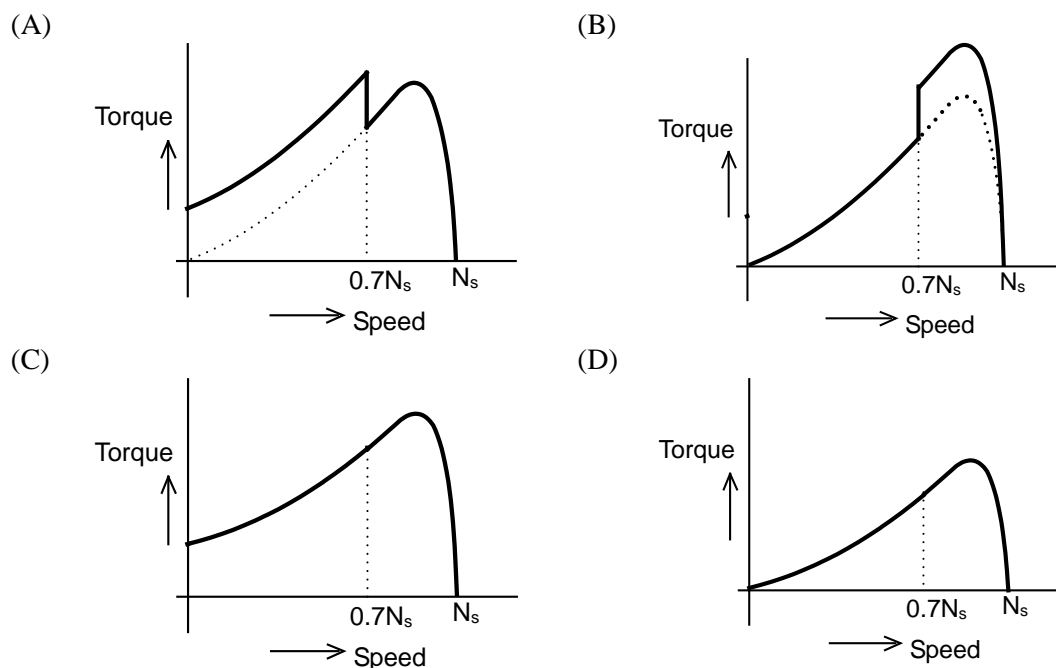 (A)
(B)
Torque
Torque
0.7Nₛ
Nₛ
0.7Nₛ
Nₛ
Speed
Speed
(C)
(D)
Torque
Torque
0.7Nₛ
Nₛ
0.7Nₛ
Nₛ
Speed
Speed